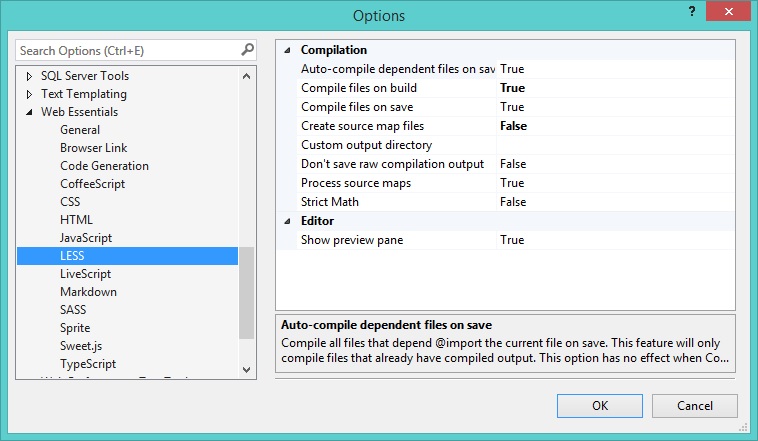 Options
?
Search Options (Ctrl+E)
SQL Server Tools
Text Templating
Web Essentials
General
Browser Link
Code Generation
CoffeeScript
CSS
HTML
JavaScript
LESS
LiveScript
Markdown
SASS
Sprite
Sweet.js
TypeScript
Compilation
Auto-compile dependent files on sav True
Compile files on build True
Compile files on save True
Create source map files False
Custom output directory
Don't save raw compilation output False
Process source maps True
Strict Math False
Editor
Show preview pane True
Auto-compile dependent files on save
Compile all files that depend @import the current file on save. This feature will only
compile files that already have compiled output. This option has no effect when Co...
OK Cancel